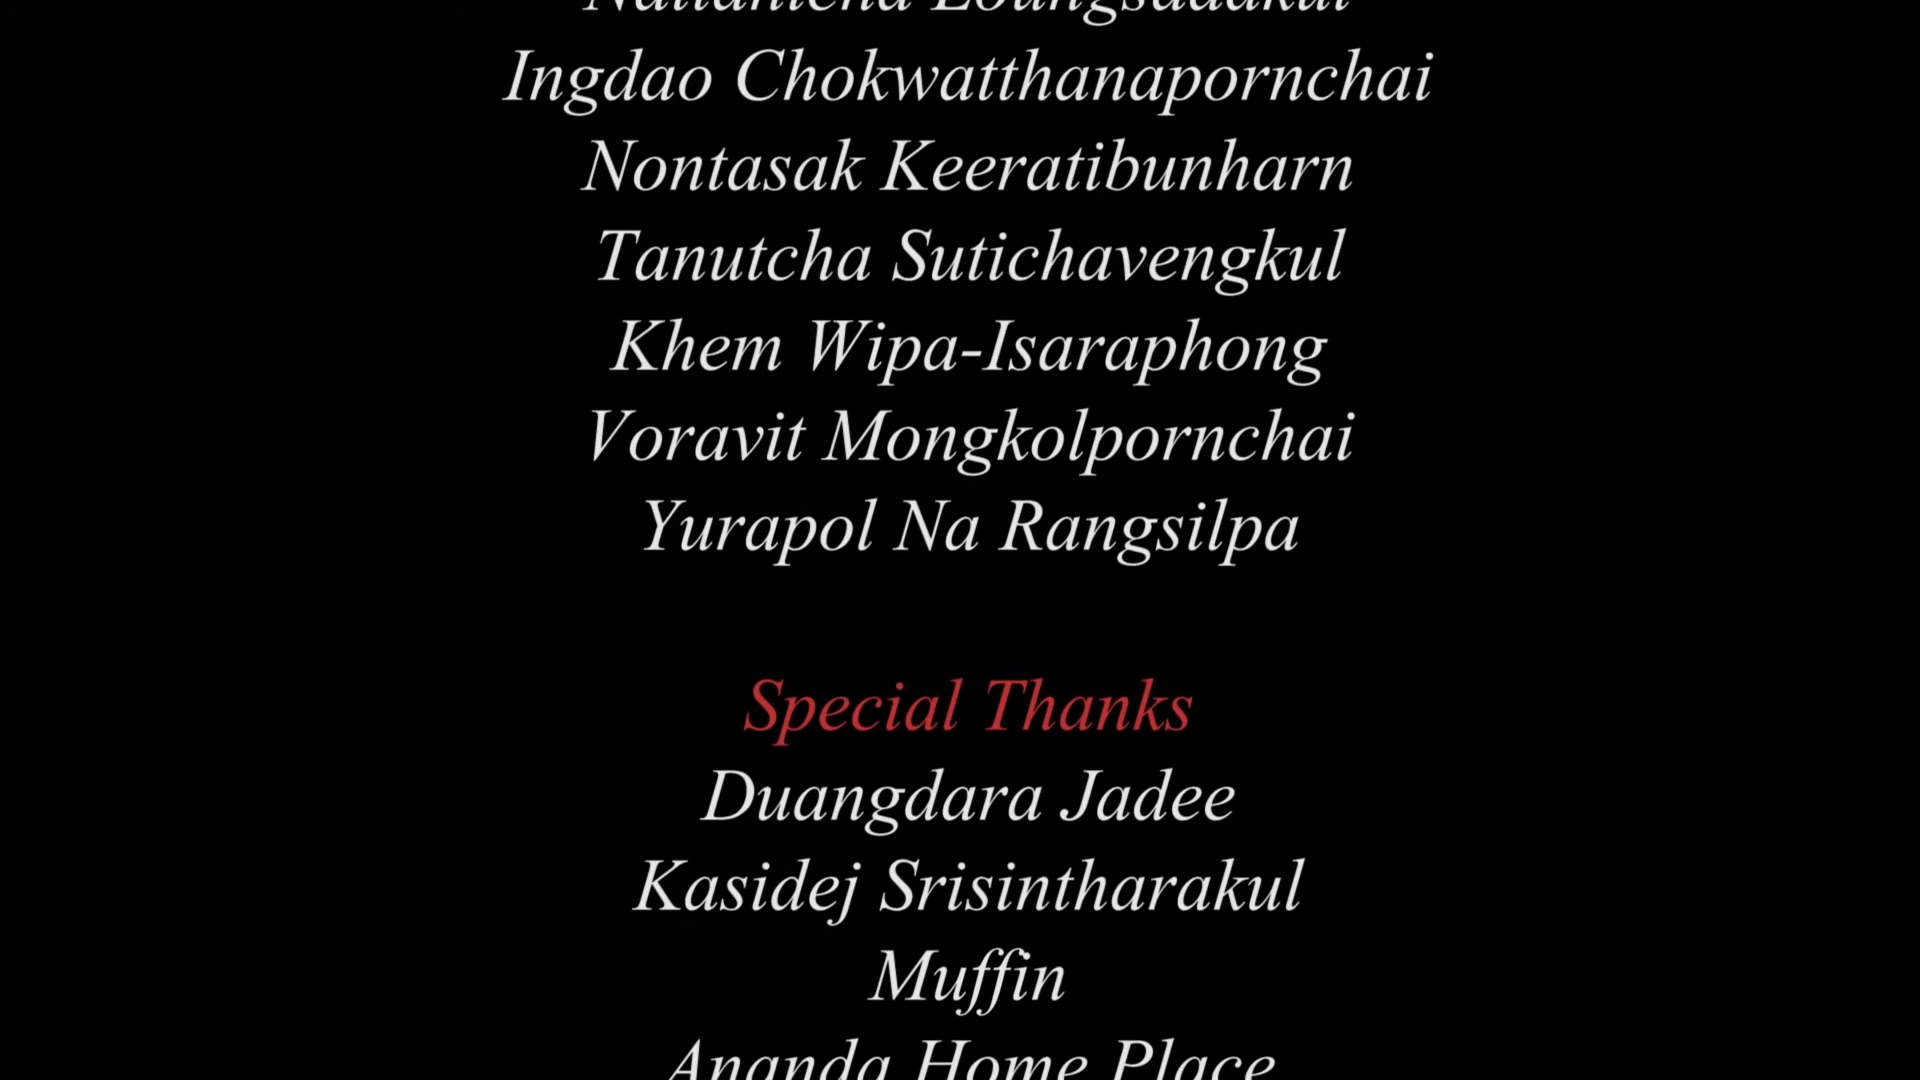 Ingdao Chokwatthanapornchai
Nontasak Keeratibunharn
Tanutcha Sutichavengkul
Khem Wipa-Isaraphong
Voravit Mongkolpornchai
Yurapol Na Rangsilpa
Special Thanks
Duangdara Jadee
Kasidej Srisintharakul
Muffin
Ananda Home Place